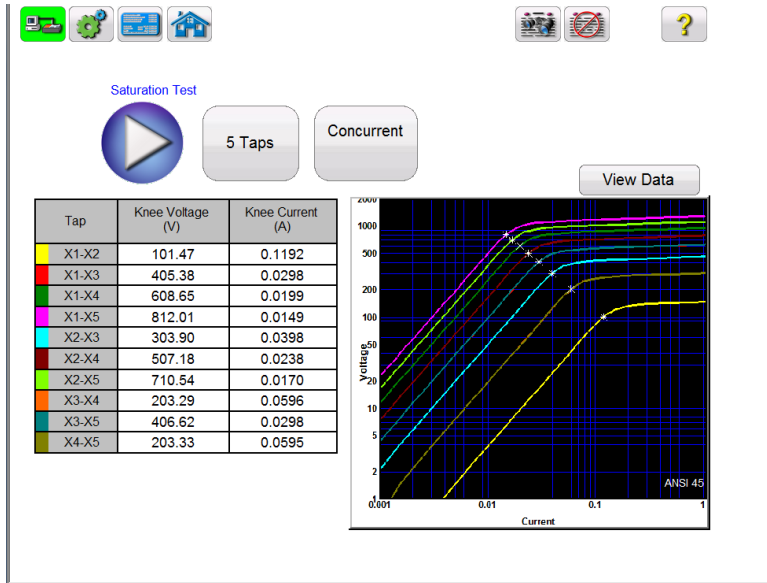 ?
Saturation Test
5 Taps
Concurrent
View Data
Tap Knee Voltage (V) Knee Current (A)
X1-X2 101.47 0.1192
X1-X3 405.38 0.0298
X1-X4 608.65 0.0199
X1-X5 812.01 0.0149
X2-X3 303.90 0.0398
X2-X4 507.18 0.0238
X2-X5 710.54 0.0170
X3-X4 203.29 0.0596
X3-X5 406.62 0.0298
X4-X5 203.33 0.0595
2000
1000
500
200
100
50
20
10
5
2
1
Voltage
ANSI 45
0.001 0.01 0.1 1
Current